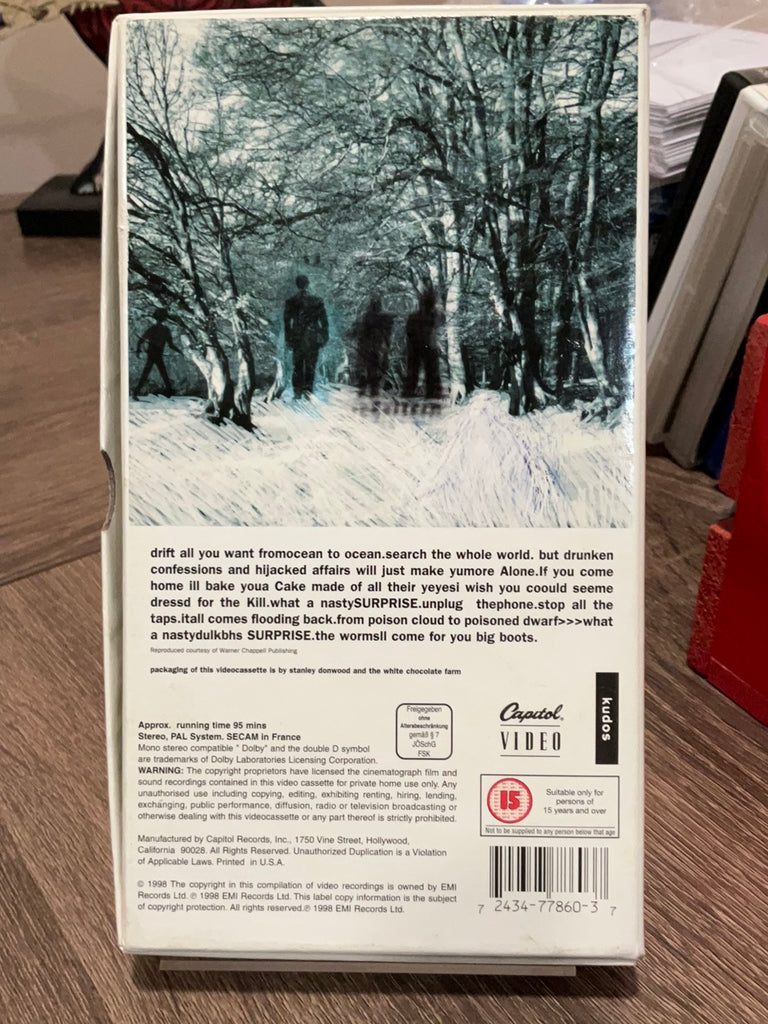 drift all you want fromocean to ocean.search the whole world. but drunken
confessions and hijacked affairs will just make yumore Alone.If you come
home ill bake youa Cake made of all their yeyesi wish you coould seeme
dressd for the Kill.what a nastySURPRISE.unplug thephone.stop all the
taps.itall comes flooding back.from poison cloud to poisoned dwarf>>>what
a nastydulkbhs SURPRISE.the wormsll come for you big boots.
Reproduced courtesy of Warner Chappell Publishing
packaging of this videocassette is by stanley donwood and the white chocolate farm
Approx. running time 95 mins
Stereo, PAL System. SECAM in France
Mono stereo compatible " Dolby" and the double D symbol
are trademarks of Dolby Laboratories Licensing Corporation.
WARNING: The copyright proprietors have licensed the cinematograph film and
sound recordings contained in this video cassette for private home use only. Any
unauthorised use including copying, editing, exhibiting renting, hiring, lending,
exchanging, public performance, diffusion, radio or television broadcasting or
otherwise dealing with this videocassette or any part thereof is strictly prohibited.
Manufactured by Capitol Records, Inc., 1750 Vine Street, Hollywood,
California 90028. All Rights Reserved. Unauthorized Duplication is a Violation
of Applicable Laws. Printed in U.S.A.
© 1998 The copyright in this compilation of video recordings is owned by EMI
Records Ltd. ℗ 1998 EMI Records Ltd. This label copy information is the subject
of copyright protection. All rights reserved.℗ 1998 EMI Records Ltd.
Freigegeben
ohne
Altersbeschränkung
gemäß § 7
JÖSchG
FSK
Capitol®
VIDEO
kudos
15
Suitable only for
persons of
15 years and over
Not to be supplied to any person below that age
7 2434-77860-3 7